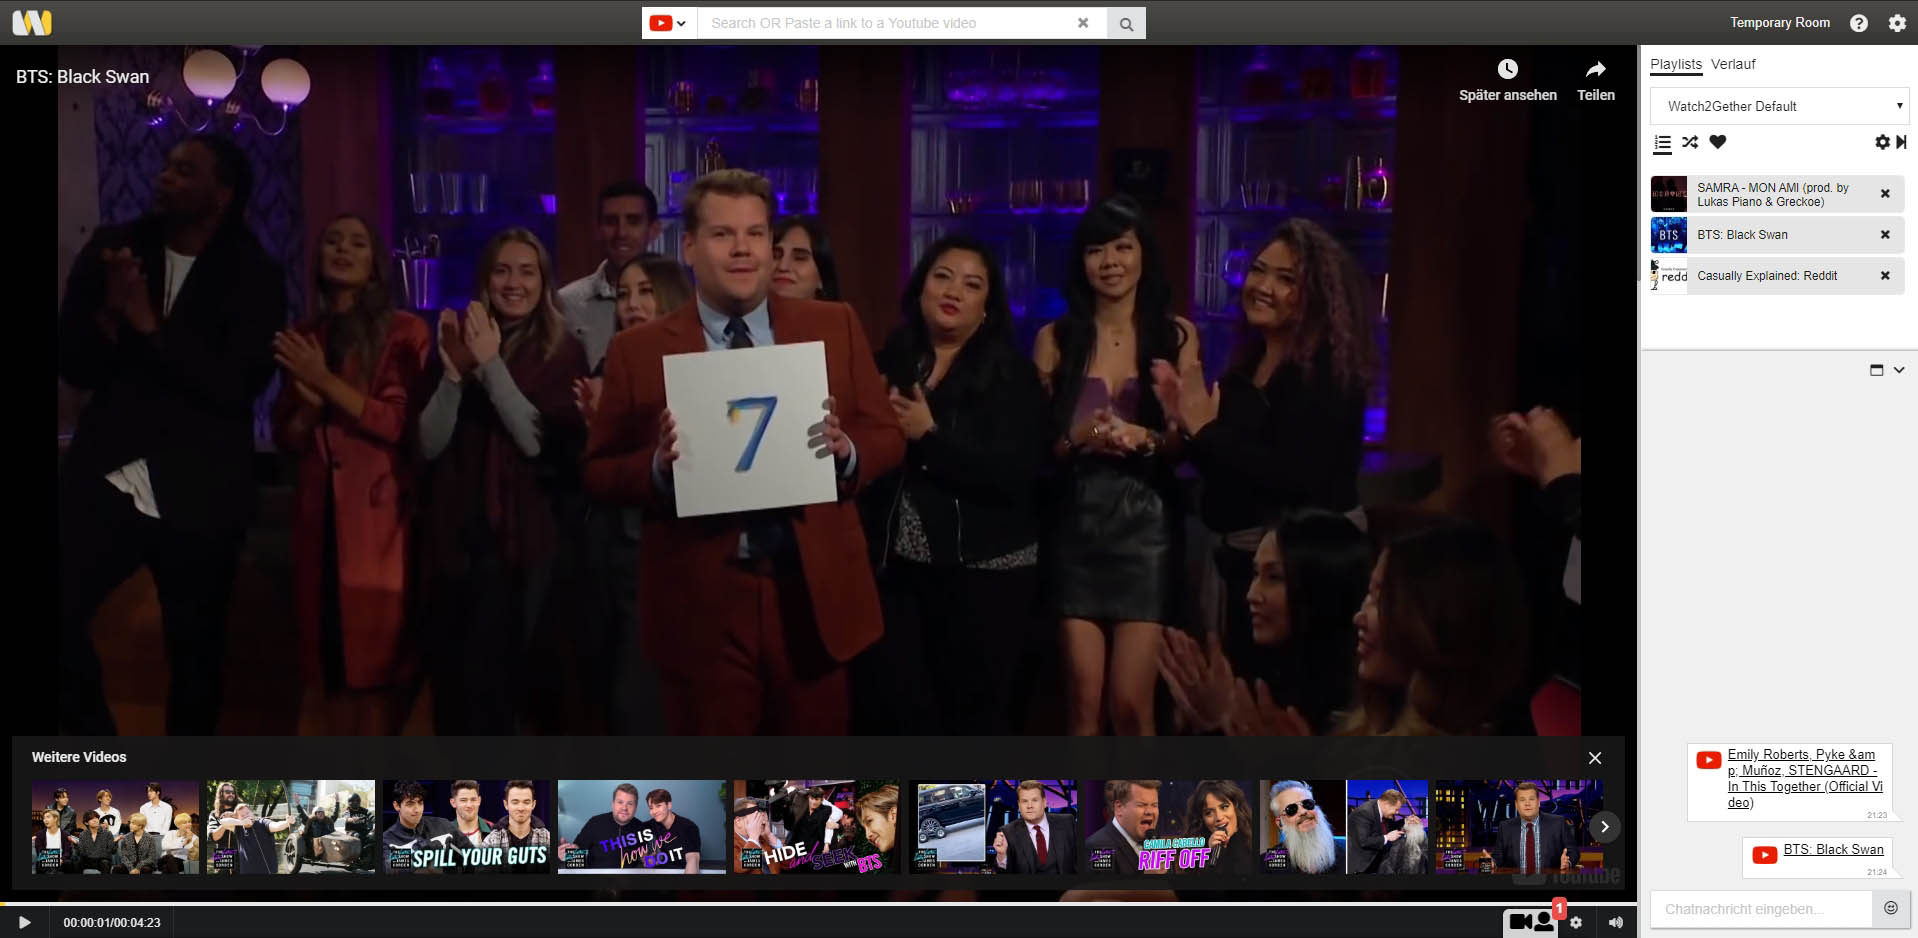 Search OR Paste a link to a Youtube video
Temporary Room
BTS: Black Swan
Später ansehen
Teilen
7
Weitere Videos
SPILL YOUR GUTS
THIS IS
how we
DO IT
HIDE
and SEEK
WITH BTS
CAMILA CABELLO
RIFF OFF
YouTube
00:00:01/00:04:23
1
Playlists Verlauf
Watch2Gether Default
SAMRA - MON AMI (prod. by
Lukas Piano & Greckoe)
BTS
BTS: Black Swan
redd
Casually Explained: Reddit
Emily Roberts, Pyke &am
p; Muñoz, STENGAARD -
In This Together (Official Vi
deo)
21:23
BTS: Black Swan
21:24
Chatnachricht eingeben...